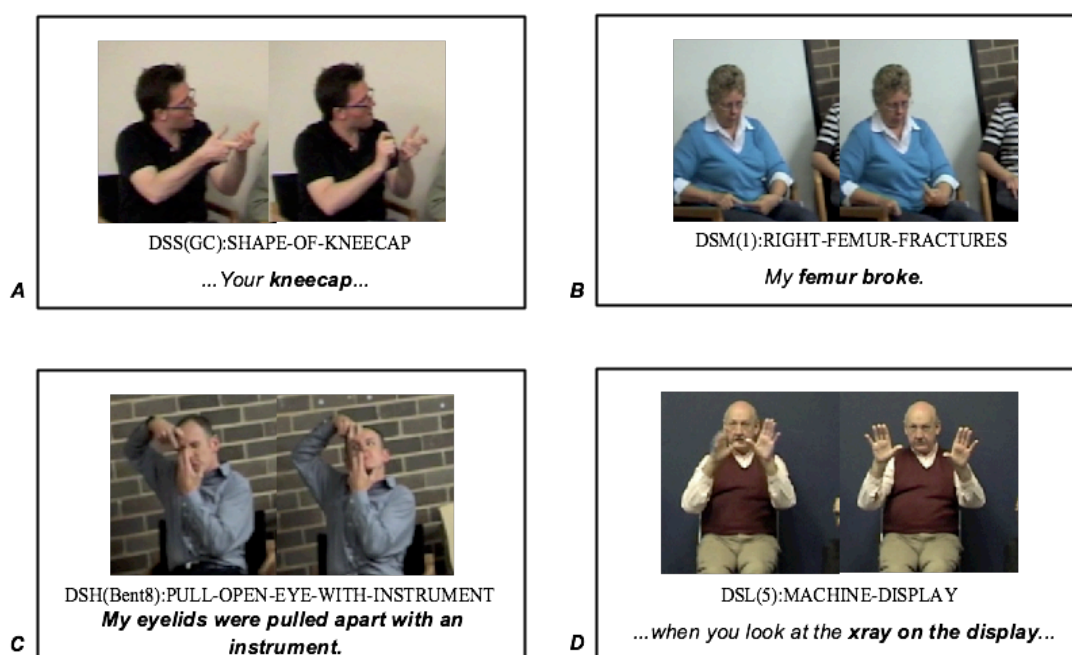 DSS(GC):SHAPE-OF-KNEECAP
...Your kneecap...
A
DSM(1):RIGHT-FEMUR-FRACTURES
My femur broke.
B
DSH(Bent8):PULL-OPEN-EYE-WITH-INSTRUMENT
My eyelids were pulled apart with an
instrument.
C
DSL(5):MACHINE-DISPLAY
...when you look at the xray on the display...
D